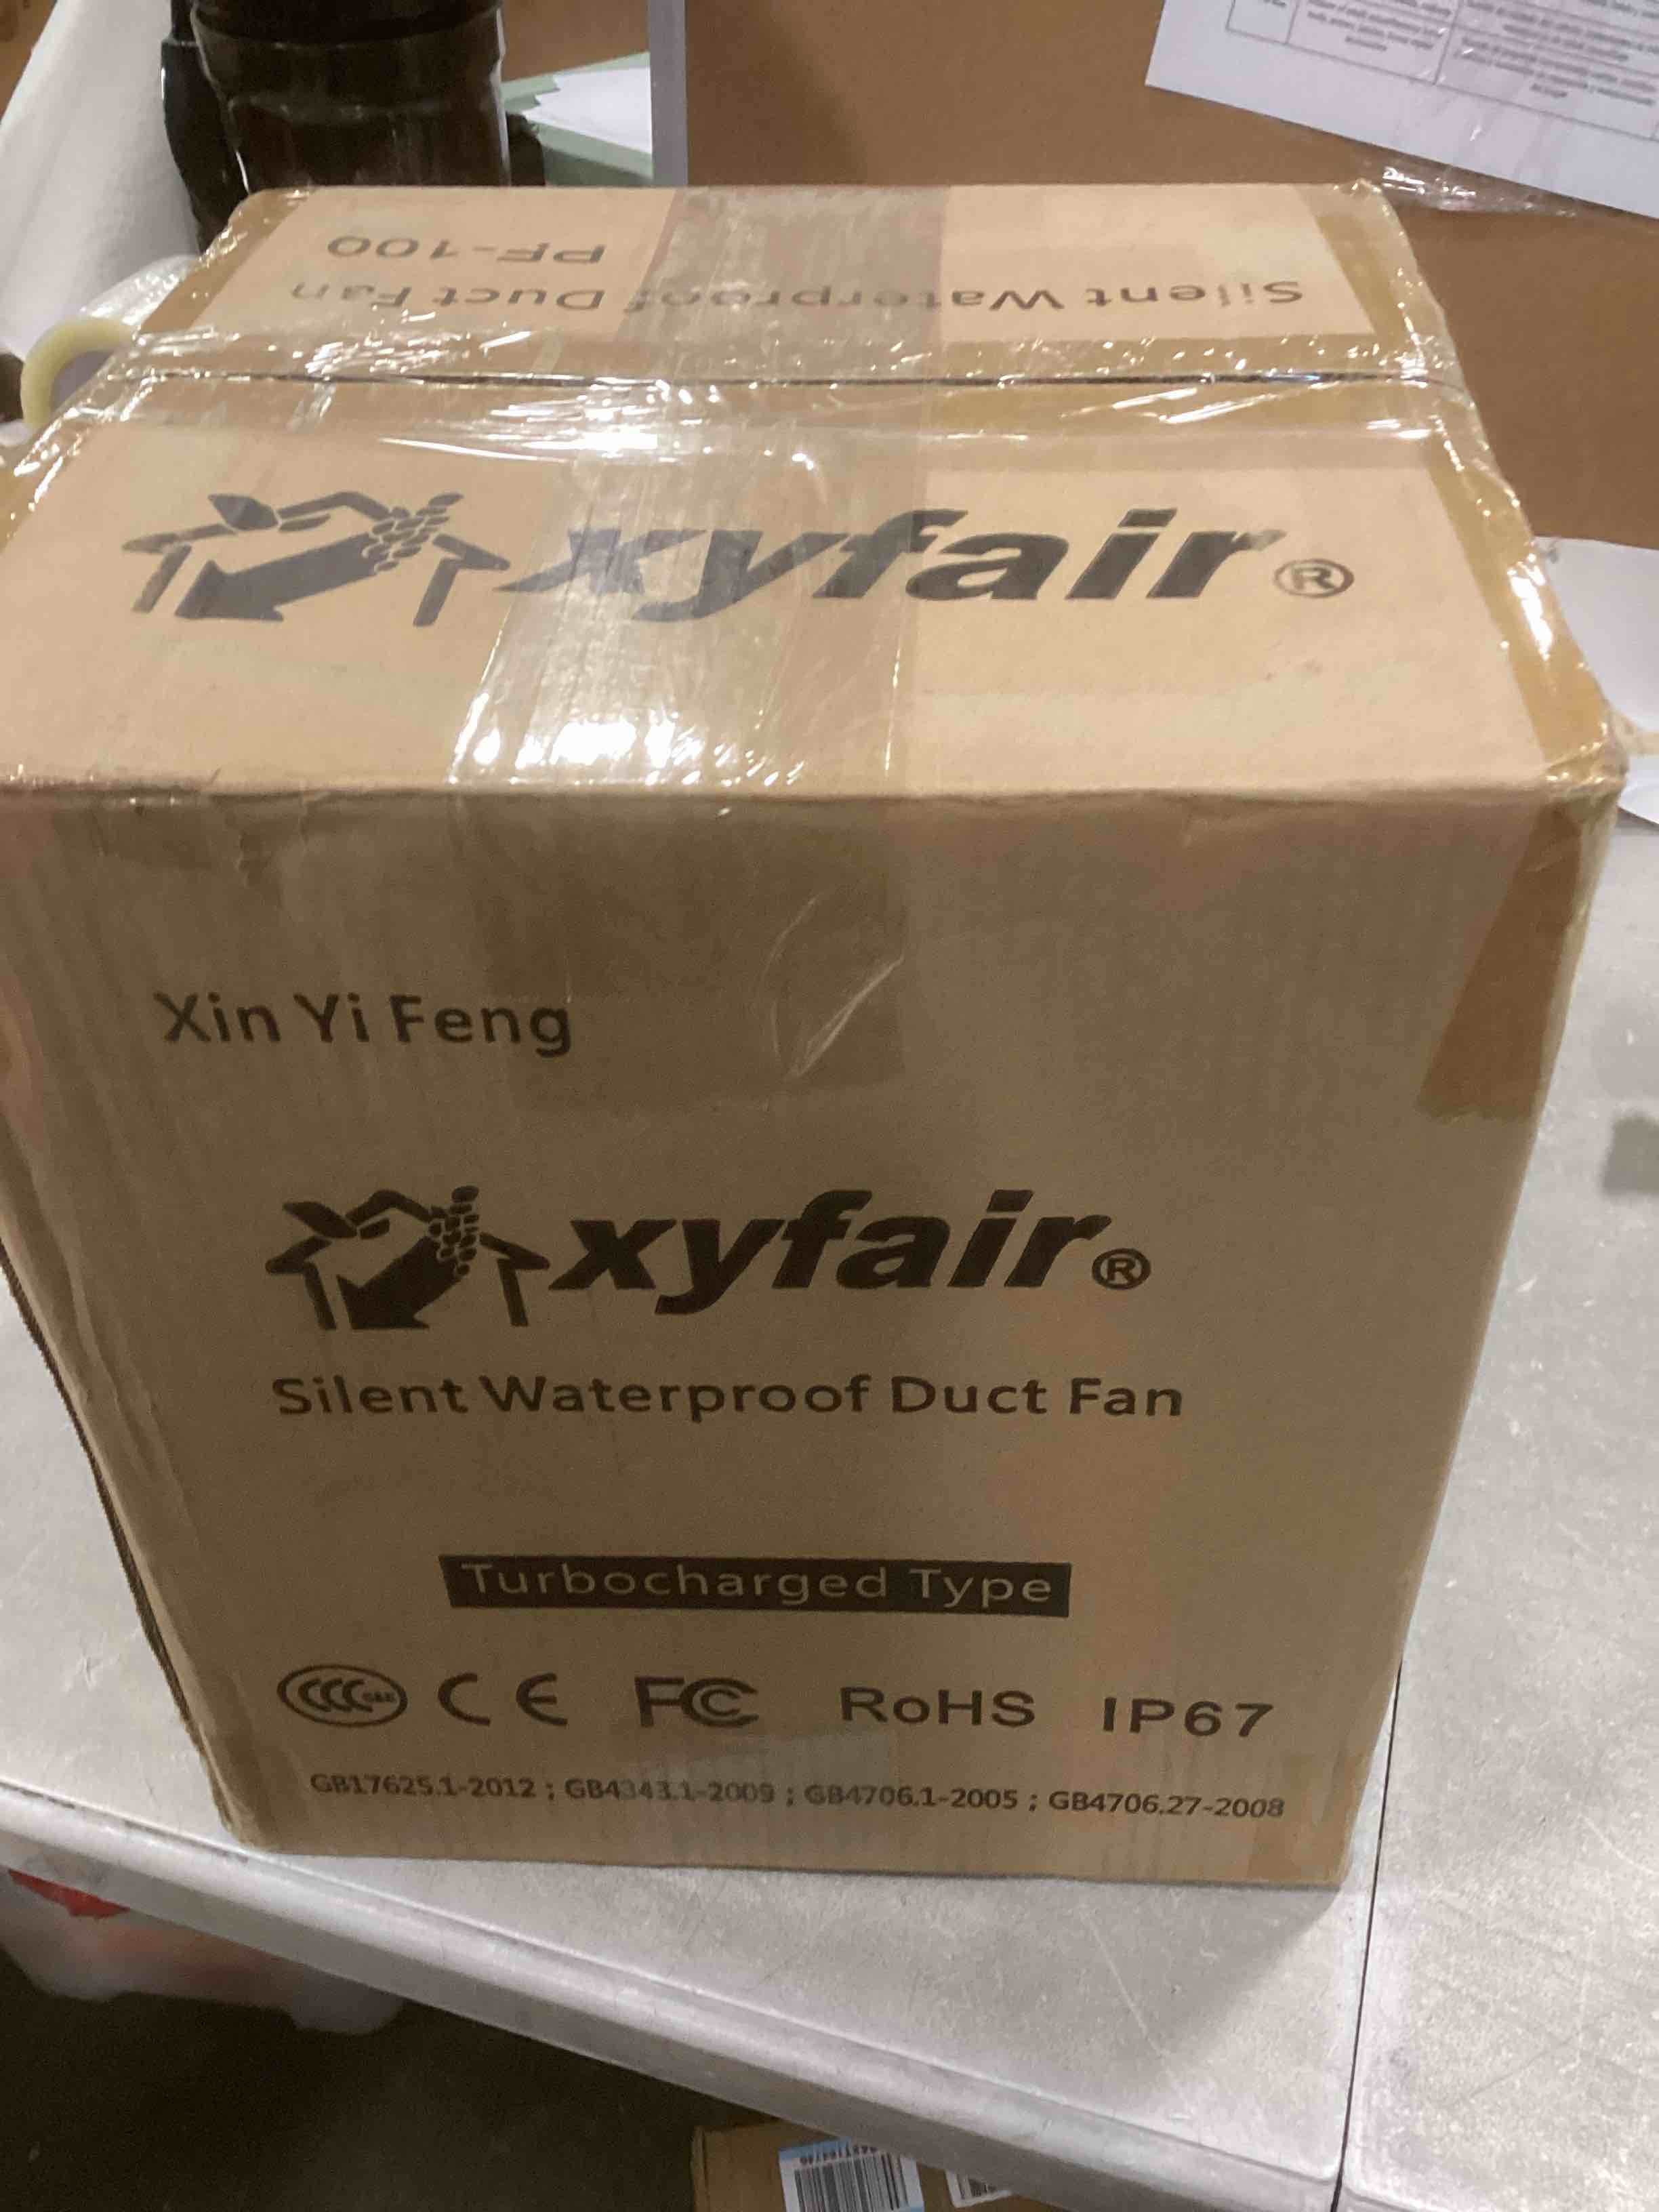 Silent Waterproof Duct Fan
PF-100
xyfair®
Xin Yi Feng
xyfair®
Silent Waterproof Duct Fan
Turbocharged Type
CCC CE FC RoHS IP67
GB17625.1-2012 ; GB4343.1-2009 ; GB4706.1-2005 ; GB4706.27-2008